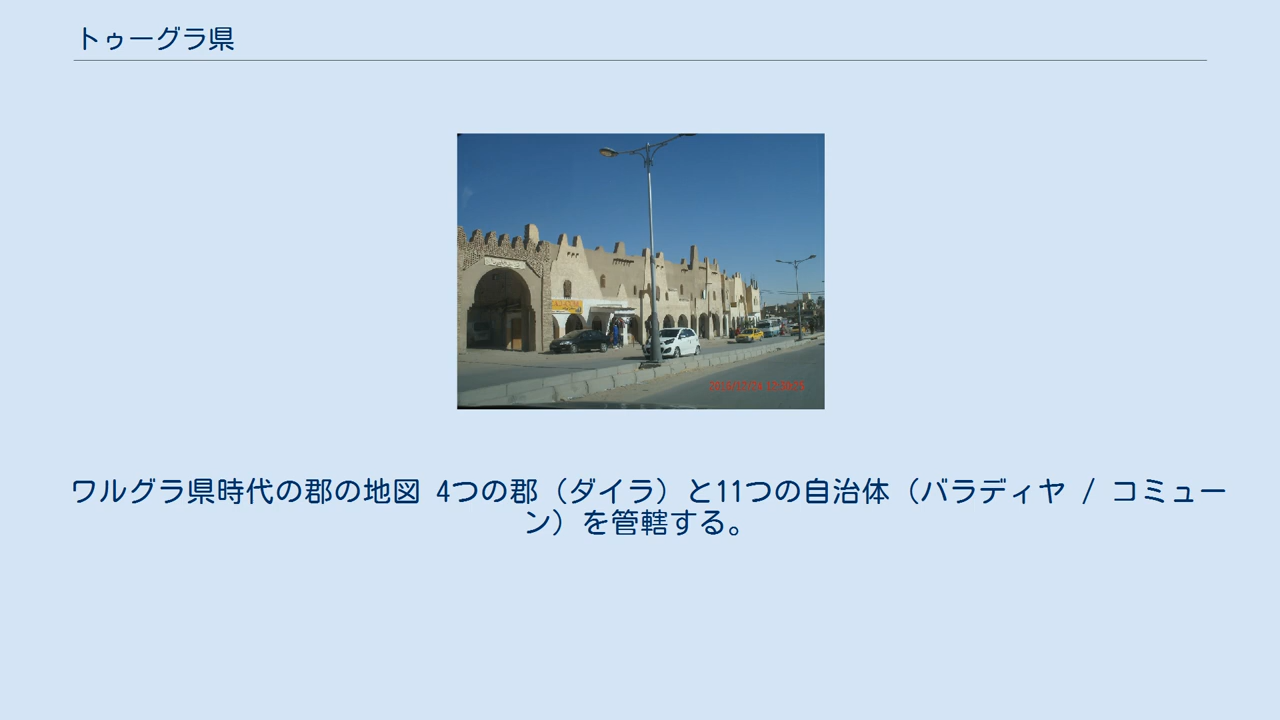 トゥーグラ県
ワルグラ県時代の郡の地図 4つの郡（ダイラ）と11つの自治体（バラディヤ / コミュー
ン）を管轄する。